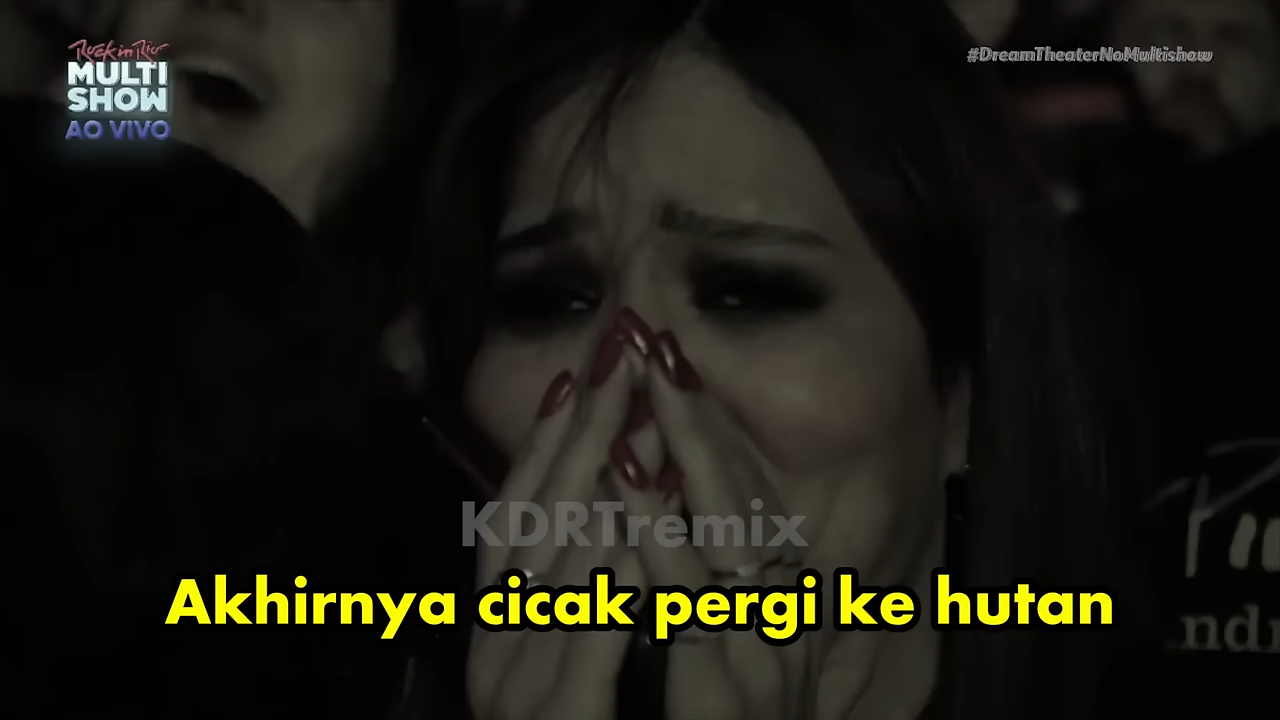 Rock in Rio
MULTI
SHOW
AO VIVO
#DreamTheaterNoMultishow
KDRTremix
Akhirnya cicak pergi ke hutan